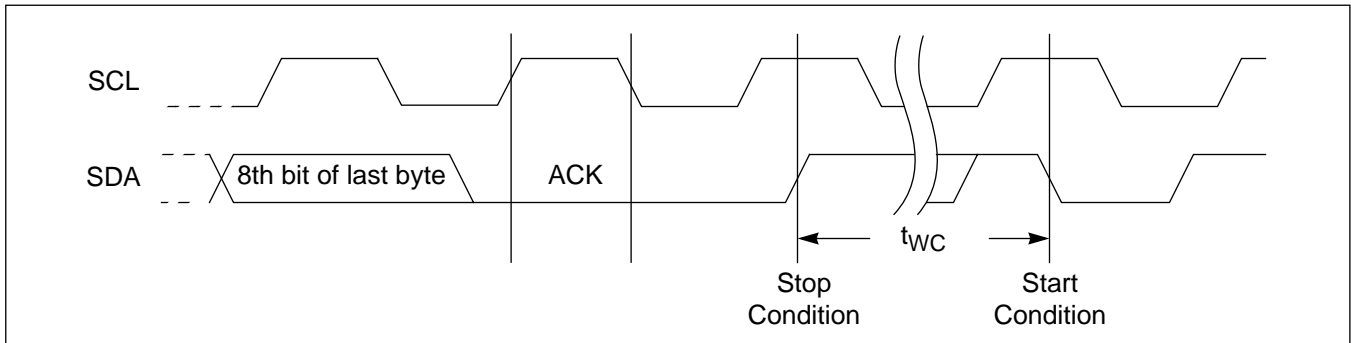 SCL
SDA
8th bit of last byte
ACK
tWC
Stop
Condition
Start
Condition